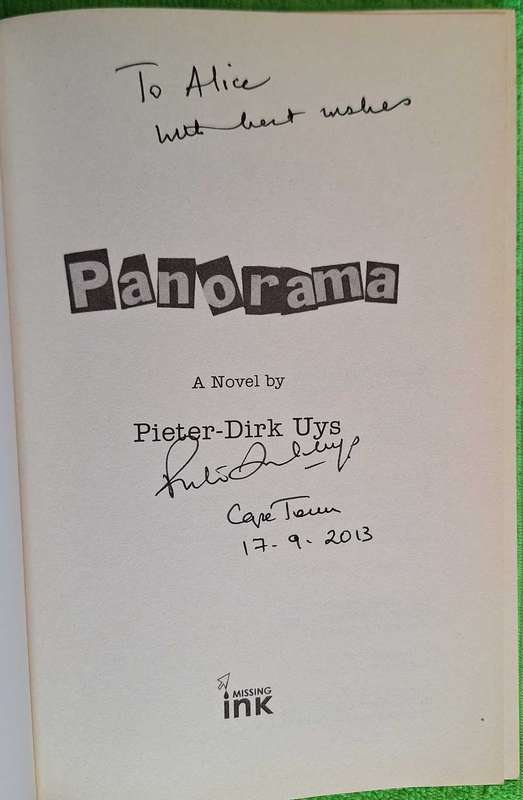 To Alice
with best wishes
Panorama
A Novel by
Pieter-Dirk Uys
Cape Town
17-9-2013
MISSING
ink